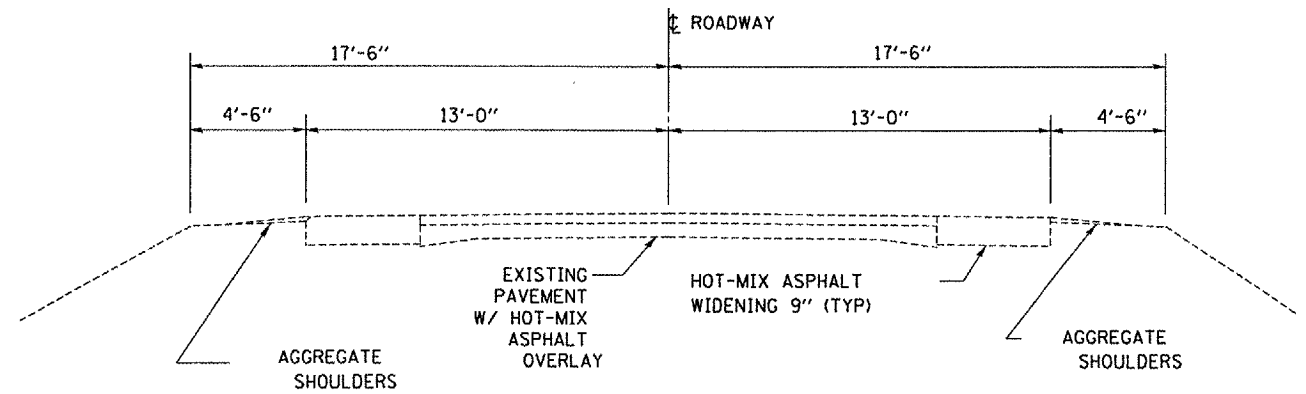 ℄ ROADWAY
17'-6" 17'-6"
4'-6" 13'-0" 13'-0" 4'-6"
EXISTING
PAVEMENT
W/ HOT-MIX
ASPHALT
OVERLAY
HOT-MIX ASPHALT
WIDENING 9" (TYP)
AGGREGATE
SHOULDERS
AGGREGATE
SHOULDERS